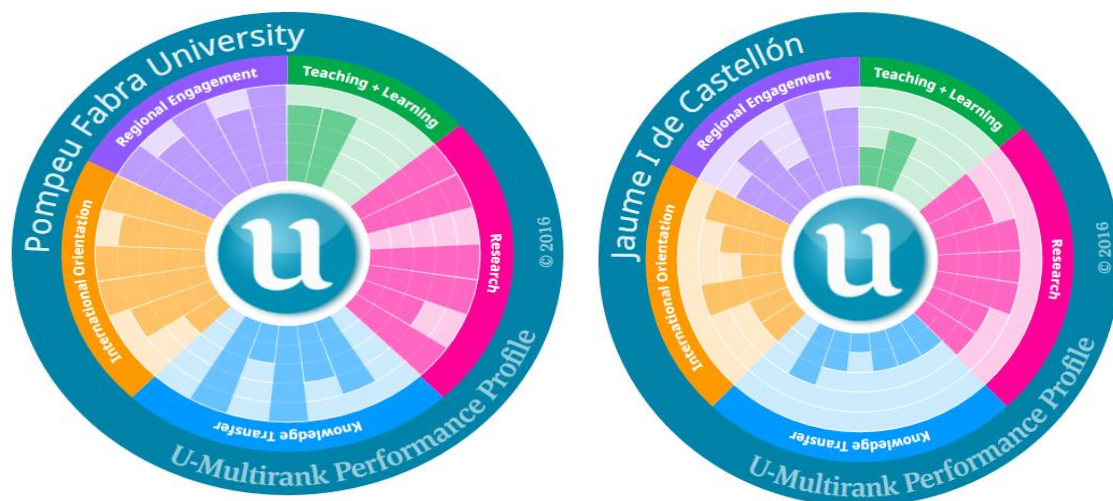 Pompeu Fabra University
Regional Engagement
Teaching + Learning
Research
Knowledge Transfer
International Orientation
u
© 2016
U-Multirank Performance Profile
Jaume I de Castellón
Regional Engagement
Teaching + Learning
Research
Knowledge Transfer
International Orientation
u
© 2016
U-Multirank Performance Profile